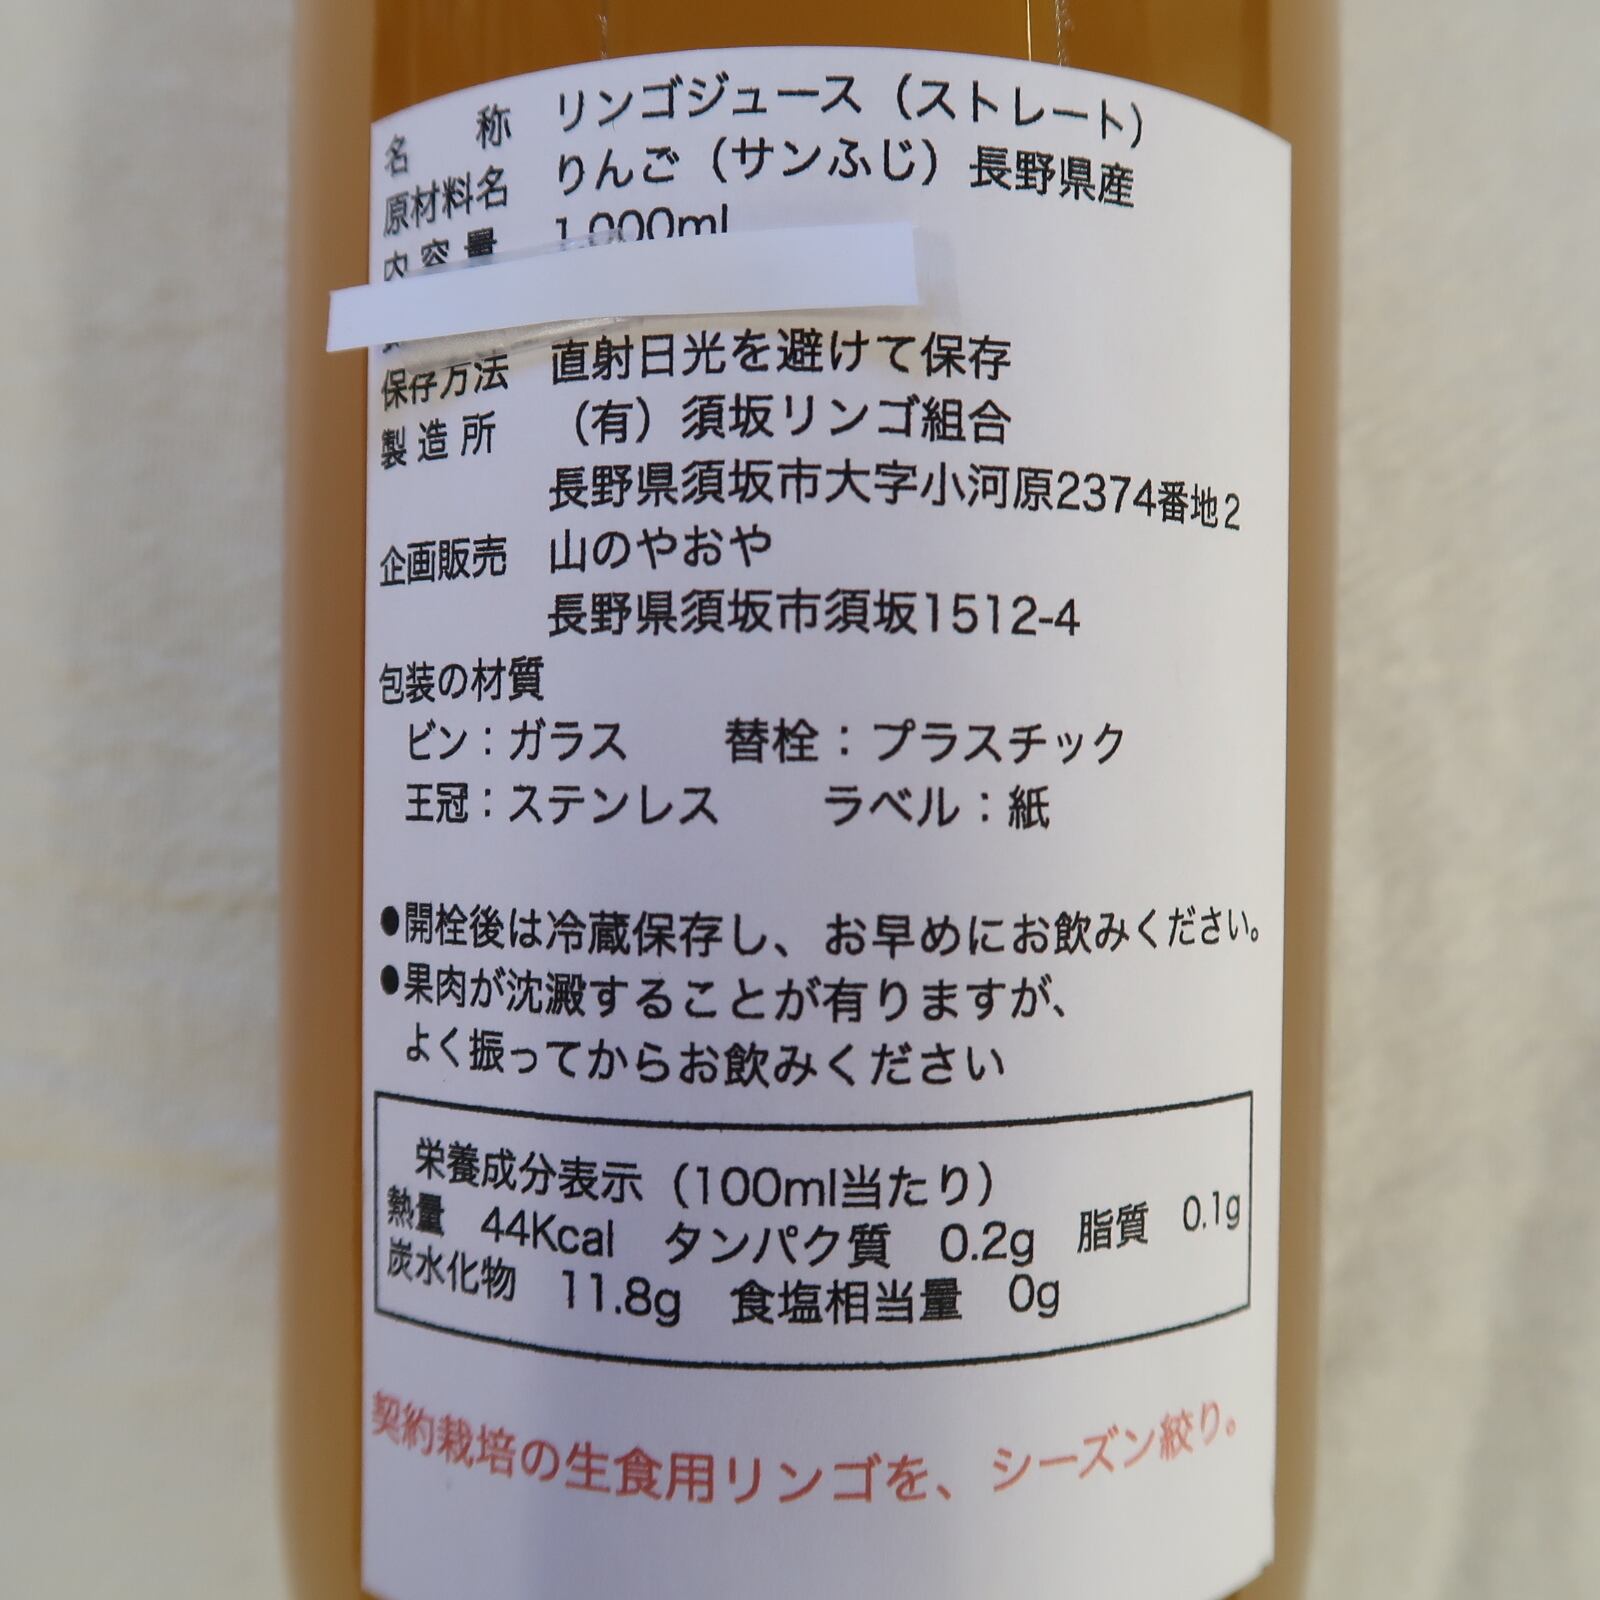 名称 リンゴジュース（ストレート）
原材料名 りんご（サンふじ）長野県産
内容量 1,000ml
保存方法 直射日光を避けて保存
製造所 （有）須坂リンゴ組合
長野県須坂市大字小河原2374番地2
企画販売 山のやおや
長野県須坂市須坂1512-4
包装の材質
ビン：ガラス 替栓：プラスチック
王冠：ステンレス ラベル：紙
●開栓後は冷蔵保存し、お早めにお飲みください。
●果肉が沈澱することが有りますが、
よく振ってからお飲みください
栄養成分表示（100ml当たり）
熱量 44Kcal タンパク質 0.2g 脂質 0.1g
炭水化物 11.8g 食塩相当量 0g
契約栽培の生食用リンゴを、シーズン絞り。